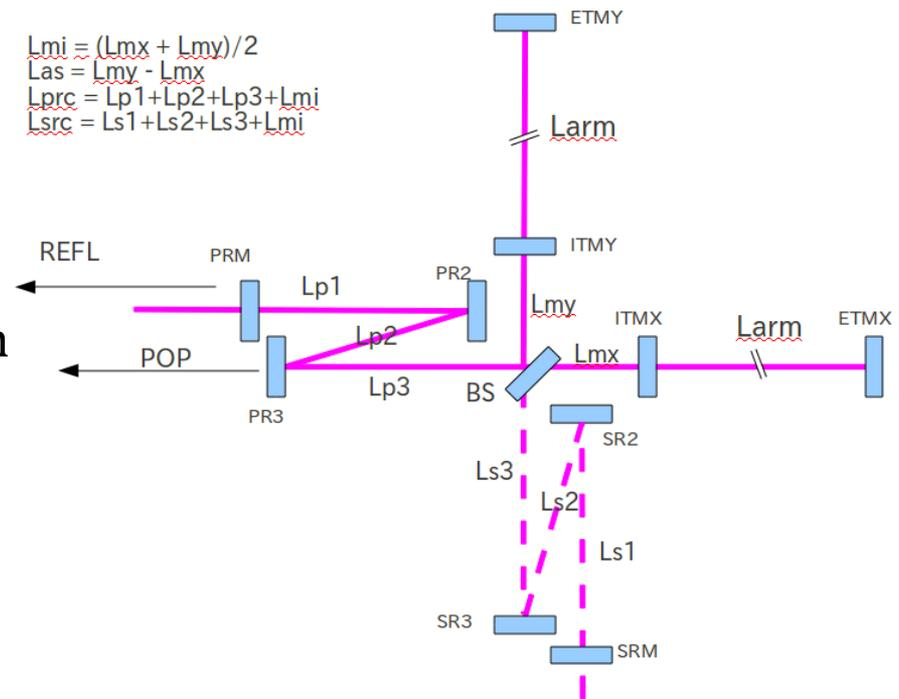 Lmi = (Lmx + Lmy)/2
Las = Lmy - Lmx
Lprc = Lp1+Lp2+Lp3+Lmi
Lsrc = Ls1+Ls2+Ls3+Lmi
ETMY
Larm
ITMY
REFL
PRM
PR2
Lp1
Lmy
ITMX
Larm
ETMX
n
Lp2
POP
Lp3
BS
Lmx
PR3
SR2
Ls3
Ls2
Ls1
SR3
SRM